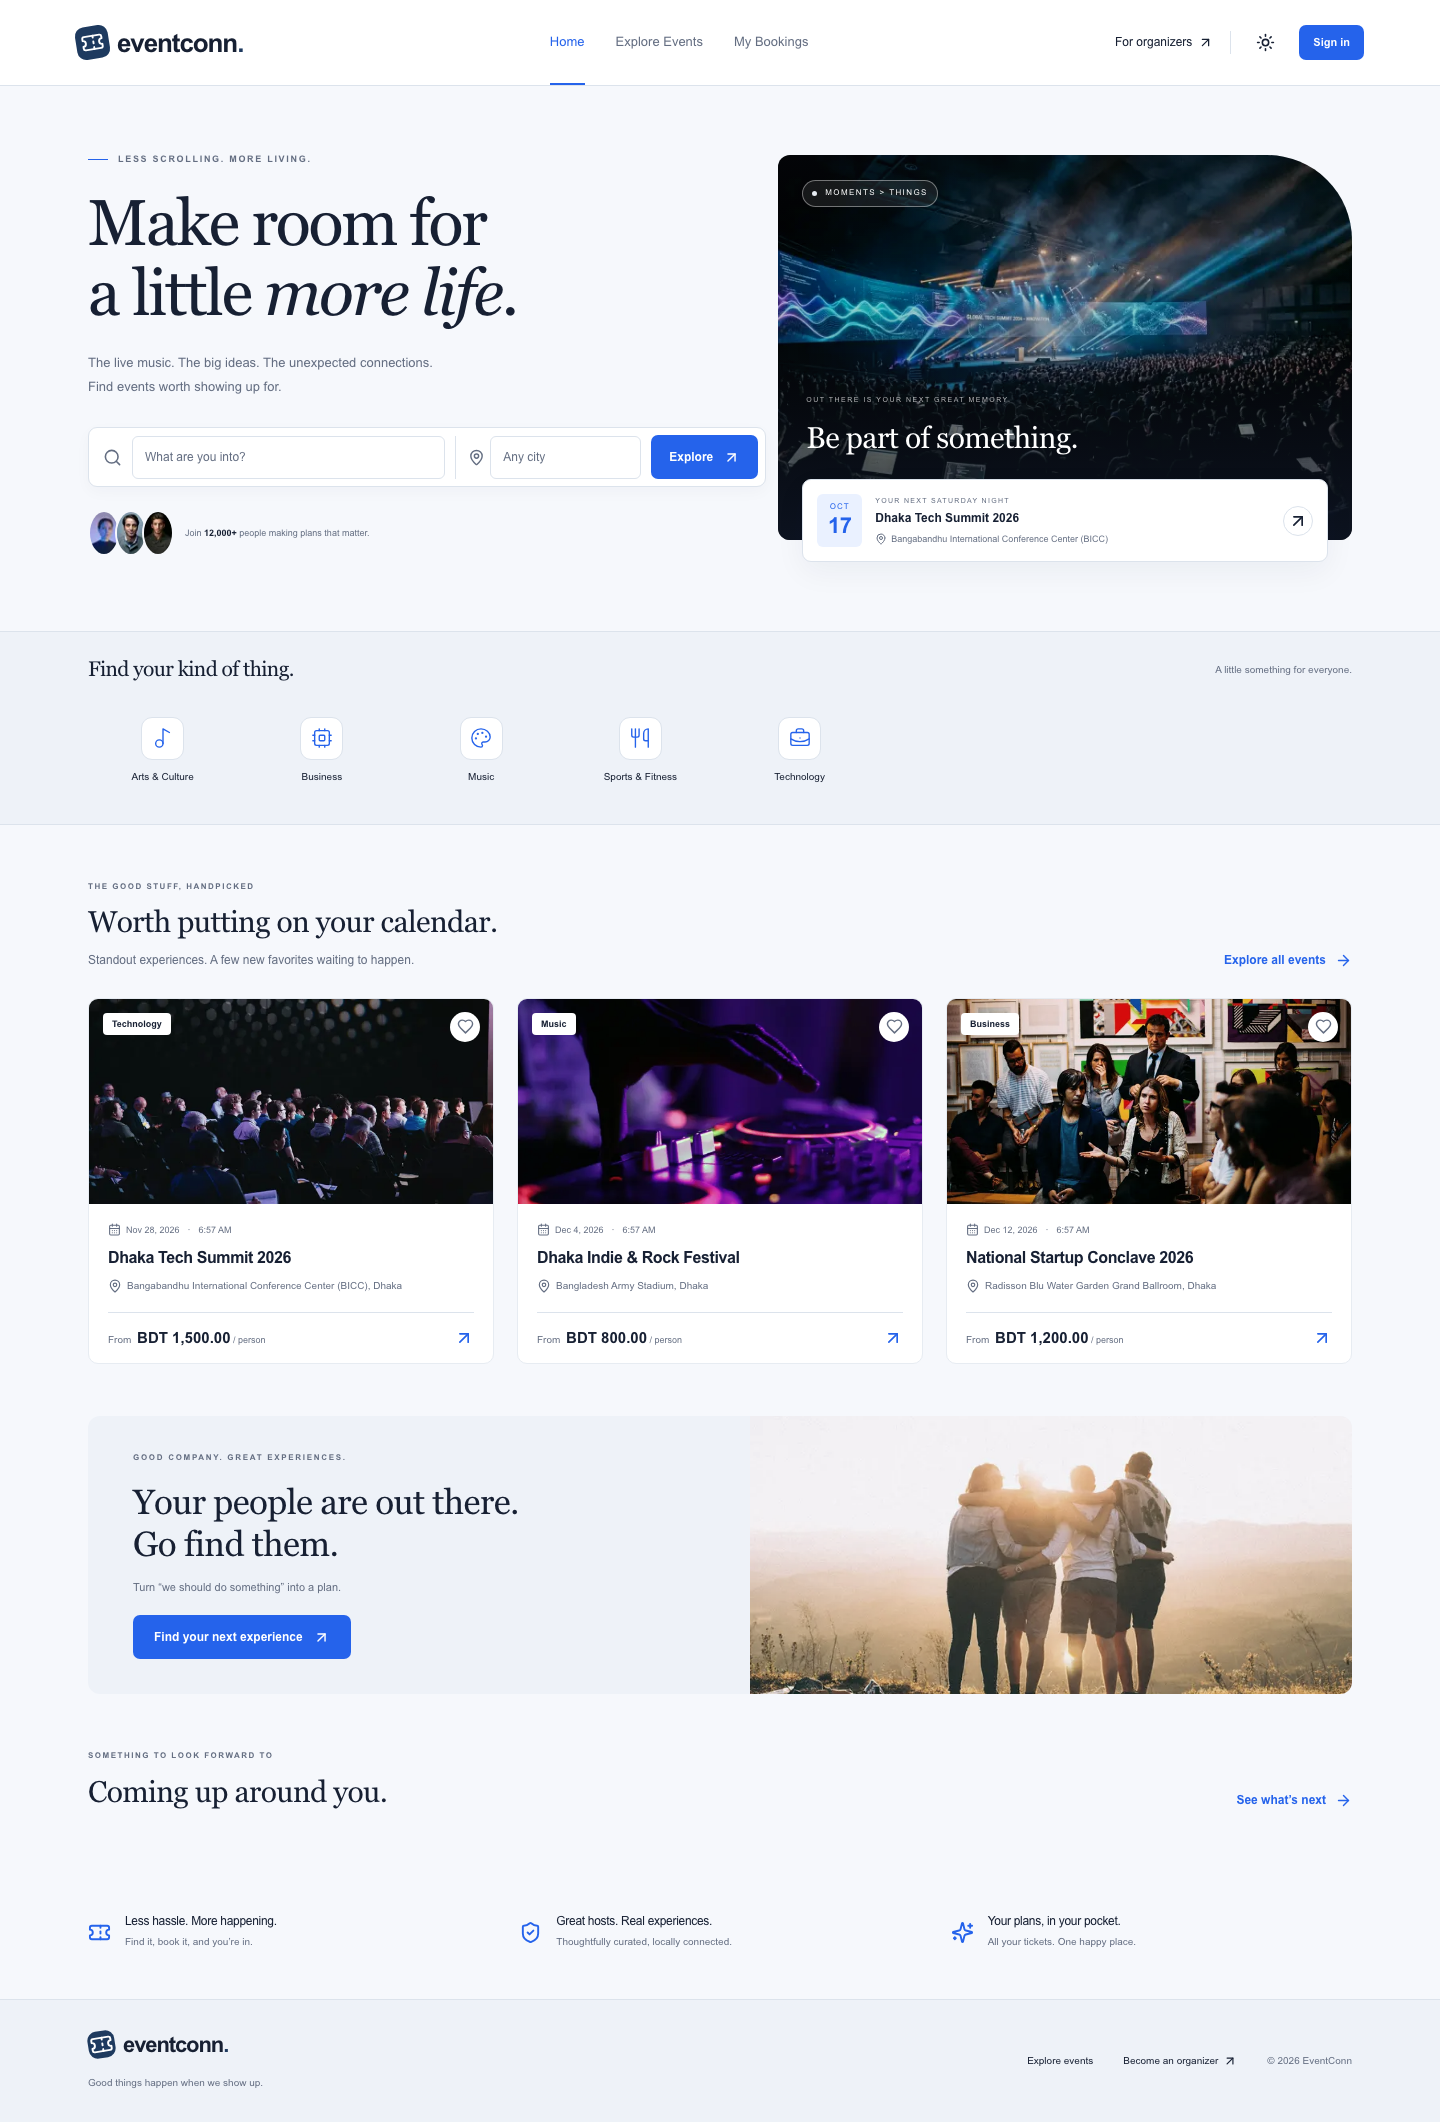 eventconn.
Home
Explore Events
My Bookings
For organizers
Sign in
LESS SCROLLING. MORE LIVING.
Make room for
a little more life.
The live music. The big ideas. The unexpected connections.
Find events worth showing up for.
What are you into?
Any city
Explore
Join 12,000+ people making plans that matter.
MOMENTS > THINGS
OUT THERE IS YOUR NEXT GREAT MEMORY
Be part of something.
OCT
17
YOUR NEXT SATURDAY NIGHT
Dhaka Tech Summit 2026
Bangabandhu International Conference Center (BICC)
Find your kind of thing.
A little something for everyone.
Arts & Culture
Business
Music
Sports & Fitness
Technology
THE GOOD STUFF, HANDPICKED
Worth putting on your calendar.
Standout experiences. A few new favorites waiting to happen.
Explore all events
Technology
Nov 28, 2026 · 6:57 AM
Dhaka Tech Summit 2026
Bangabandhu International Conference Center (BICC), Dhaka
From BDT 1,500.00 / person
Music
Dec 4, 2026 · 6:57 AM
Dhaka Indie & Rock Festival
Bangladesh Army Stadium, Dhaka
From BDT 800.00 / person
Business
Dec 12, 2026 · 6:57 AM
National Startup Conclave 2026
Radisson Blu Water Garden Grand Ballroom, Dhaka
From BDT 1,200.00 / person
GOOD COMPANY. GREAT EXPERIENCES.
Your people are out there.
Go find them.
Turn “we should do something” into a plan.
Find your next experience
SOMETHING TO LOOK FORWARD TO
Coming up around you.
See what’s next
Less hassle. More happening.
Find it, book it, and you’re in.
Great hosts. Real experiences.
Thoughtfully curated, locally connected.
Your plans, in your pocket.
All your tickets. One happy place.
eventconn.
Good things happen when we show up.
Explore events
Become an organizer
© 2026 EventConn